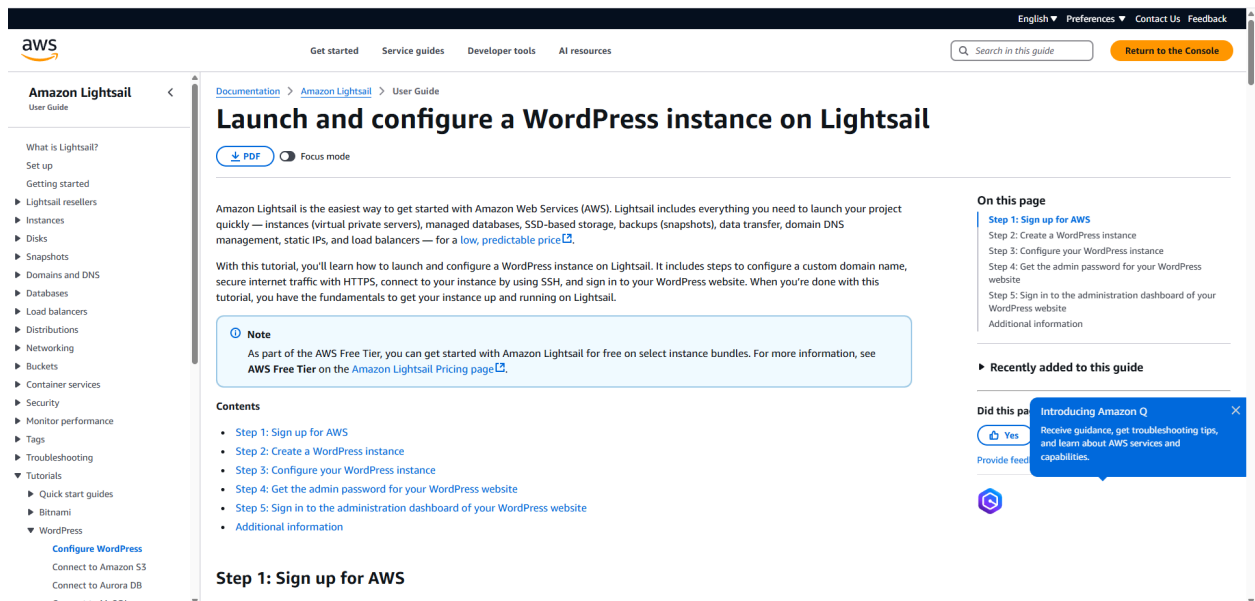 English Preferences Contact Us Feedback
aws
Get started Service guides Developer tools AI resources
Search in this guide
Return to the Console
Amazon Lightsail
User Guide
What is Lightsail?
Set up
Getting started
Lightsail resellers
Instances
Disks
Snapshots
Domains and DNS
Databases
Load balancers
Distributions
Networking
Buckets
Container services
Security
Monitor performance
Tags
Troubleshooting
Tutorials
Quick start guides
Bitnami
WordPress
Configure WordPress
Connect to Amazon S3
Connect to Aurora DB
Documentation > Amazon Lightsail > User Guide
Launch and configure a WordPress instance on Lightsail
PDF Focus mode
Amazon Lightsail is the easiest way to get started with Amazon Web Services (AWS). Lightsail includes everything you need to launch your project
quickly — instances (virtual private servers), managed databases, SSD-based storage, backups (snapshots), data transfer, domain DNS
management, static IPs, and load balancers — for a low, predictable price.
With this tutorial, you'll learn how to launch and configure a WordPress instance on Lightsail. It includes steps to configure a custom domain name,
secure internet traffic with HTTPS, connect to your instance by using SSH, and sign in to your WordPress website. When you're done with this
tutorial, you have the fundamentals to get your instance up and running on Lightsail.
Note
As part of the AWS Free Tier, you can get started with Amazon Lightsail for free on select instance bundles. For more information, see
AWS Free Tier on the Amazon Lightsail Pricing page.
Contents
• Step 1: Sign up for AWS
• Step 2: Create a WordPress instance
• Step 3: Configure your WordPress instance
• Step 4: Get the admin password for your WordPress website
• Step 5: Sign in to the administration dashboard of your WordPress website
• Additional information
Step 1: Sign up for AWS
On this page
Step 1: Sign up for AWS
Step 2: Create a WordPress instance
Step 3: Configure your WordPress instance
Step 4: Get the admin password for your WordPress
website
Step 5: Sign in to the administration dashboard of your
WordPress website
Additional information
Recently added to this guide
Did this pa
Yes
Provide feed
Introducing Amazon Q
Receive guidance, get troubleshooting tips,
and learn about AWS services and
capabilities.